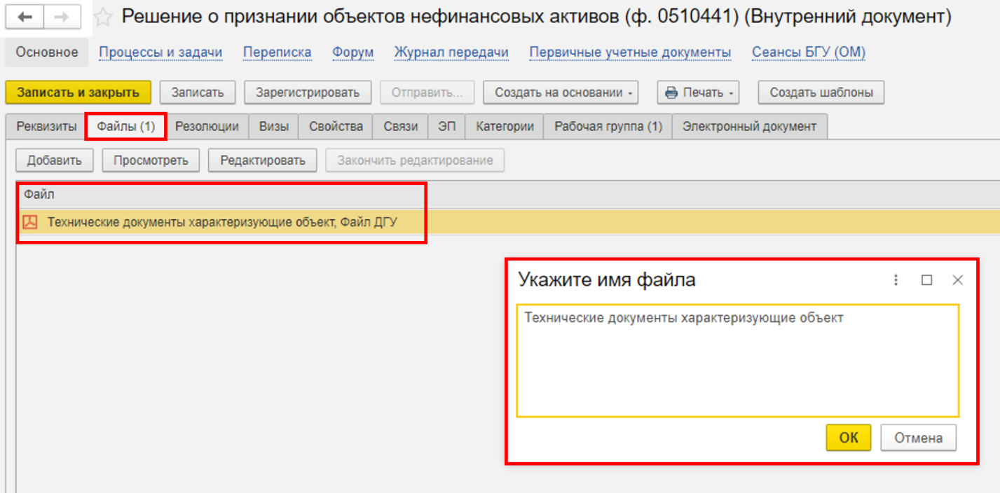 Решение о признании объектов нефинансовых активов (ф. 0510441) (Внутренний документ)
Основное Процессы и задачи Переписка Форум Журнал передачи Первичные учетные документы Сеансы БГУ (ОМ)
Записать и закрыть Записать Зарегистрировать Отправить... Создать на основании Печать Создать шаблоны
Реквизиты Файлы (1) Резолюции Визы Свойства Связи ЭП Категории Рабочая группа (1) Электронный документ
Добавить Просмотреть Редактировать Закончить редактирование
Файл
Технические документы характеризующие объект, Файл ДГУ
Укажите имя файла
Технические документы характеризующие объект
ОК Отмена